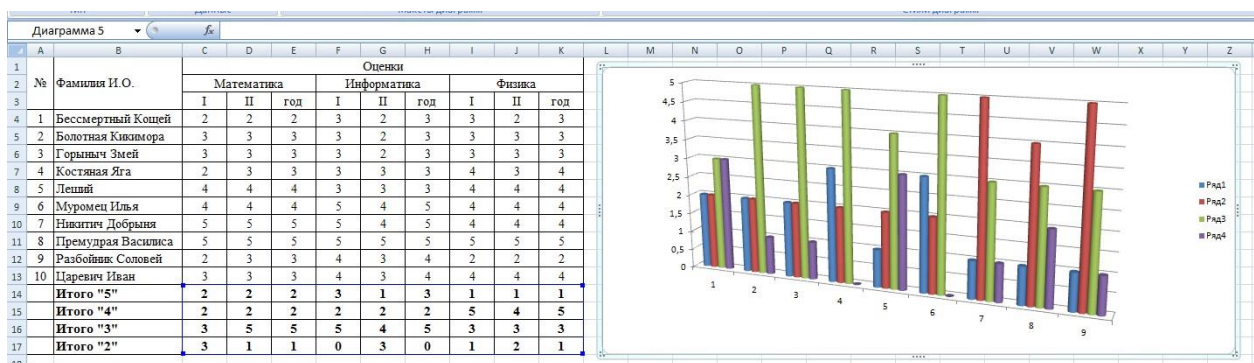 Диаграмма 5 fx
A B C D E F G H I J K L M N O P Q R S T U V W X Y Z
1 Оценки
2 № Фамилия И.О. Математика Информатика Физика
3 I II год I II год I II год
4 1 Бессмертный Кощей 2 2 2 3 2 3 3 2 3
5 2 Болотная Кикимора 3 3 3 3 2 3 3 3 3
6 3 Горыныч Змей 3 3 3 3 2 3 3 3 3
7 4 Костяная Яга 2 3 3 3 3 3 4 3 4
8 5 Леший 4 4 4 3 3 3 4 4 4
9 6 Муромец Илья 4 4 4 5 4 5 4 4 4
10 7 Никитич Добрыня 5 5 5 5 4 5 4 4 4
11 8 Премудрая Василиса 5 5 5 5 5 5 5 5 5
12 9 Разбойник Соловей 2 3 3 4 3 4 2 2 2
13 10 Царевич Иван 3 3 3 4 3 4 4 4 4
14 Итого "5" 2 2 2 3 1 3 1 1 1
15 Итого "4" 2 2 2 2 2 2 5 4 5
16 Итого "3" 3 5 5 5 4 5 3 3 3
17 Итого "2" 3 1 1 0 3 0 1 2 1
5
4,5
4
3,5
3
2,5
2
1,5
1
0,5
0
1 2 3 4 5 6 7 8 9
Ряд1
Ряд2
Ряд3
Ряд4